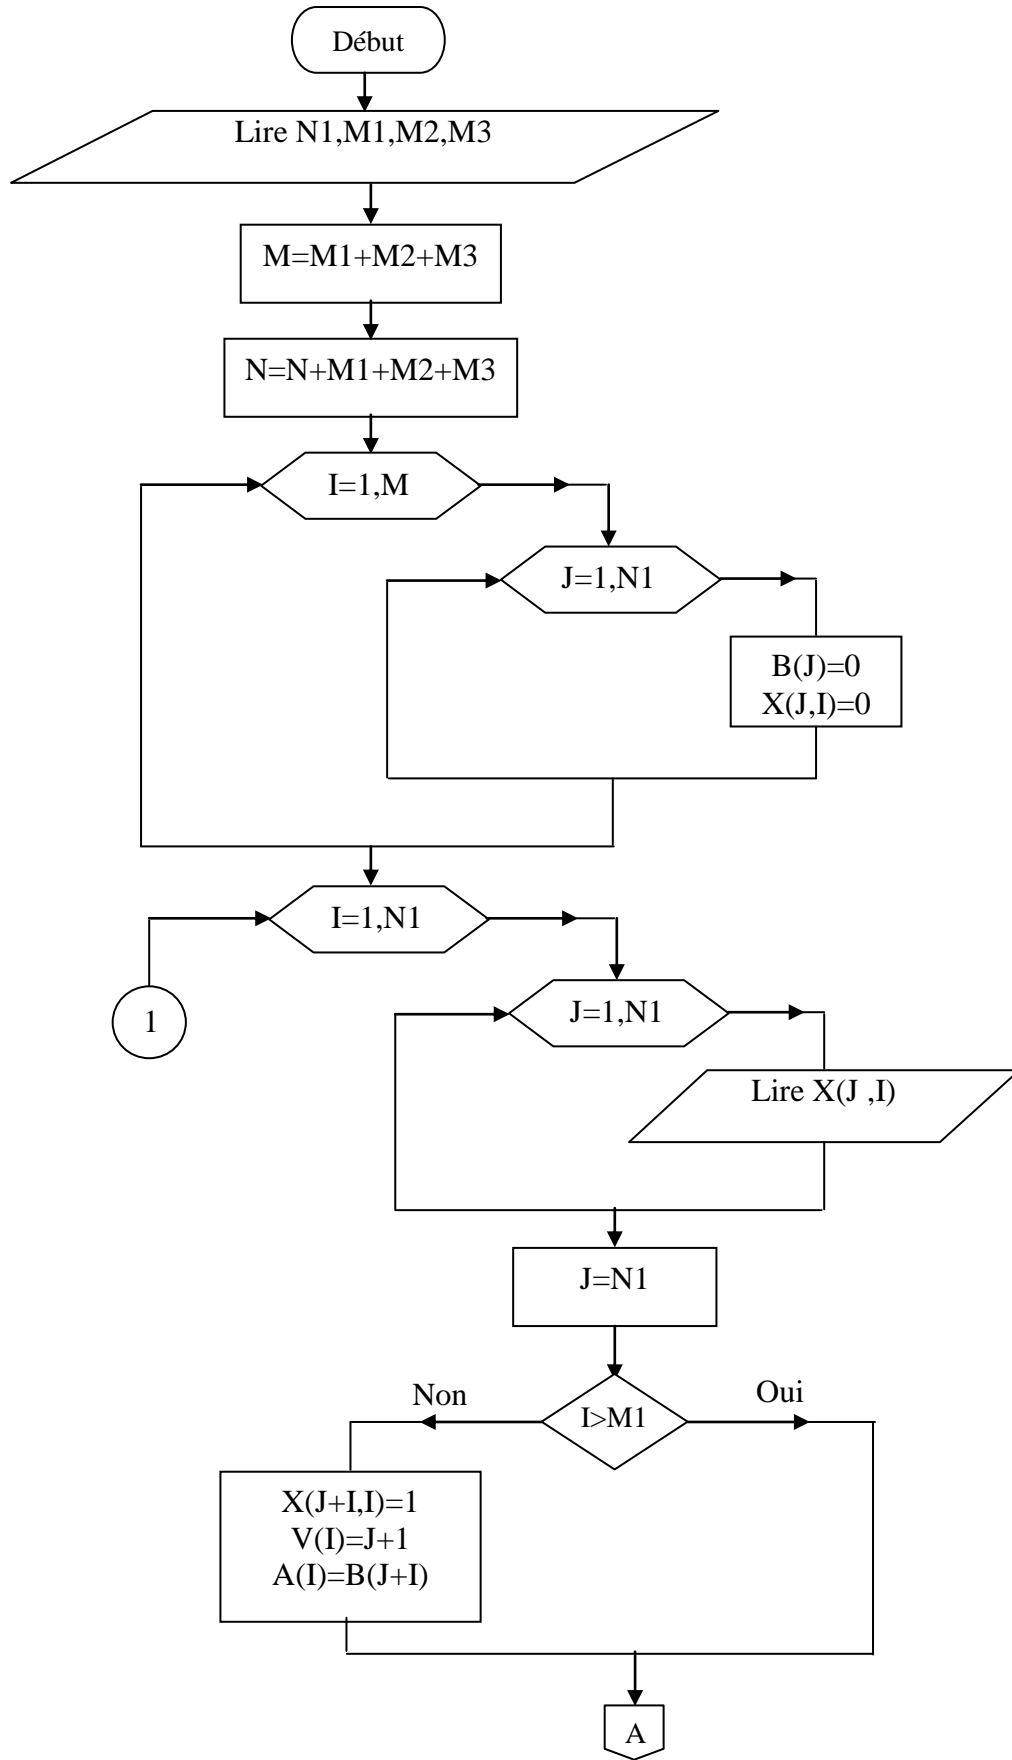 Début
Lire N1,M1,M2,M3
M=M1+M2+M3
N=N+M1+M2+M3
I=1,M
J=1,N1
B(J)=0
X(J,I)=0
I=1,N1
1
J=1,N1
Lire X(J ,I)
J=N1
Non
Oui
I>M1
X(J+I,I)=1
V(I)=J+1
A(I)=B(J+I)
A